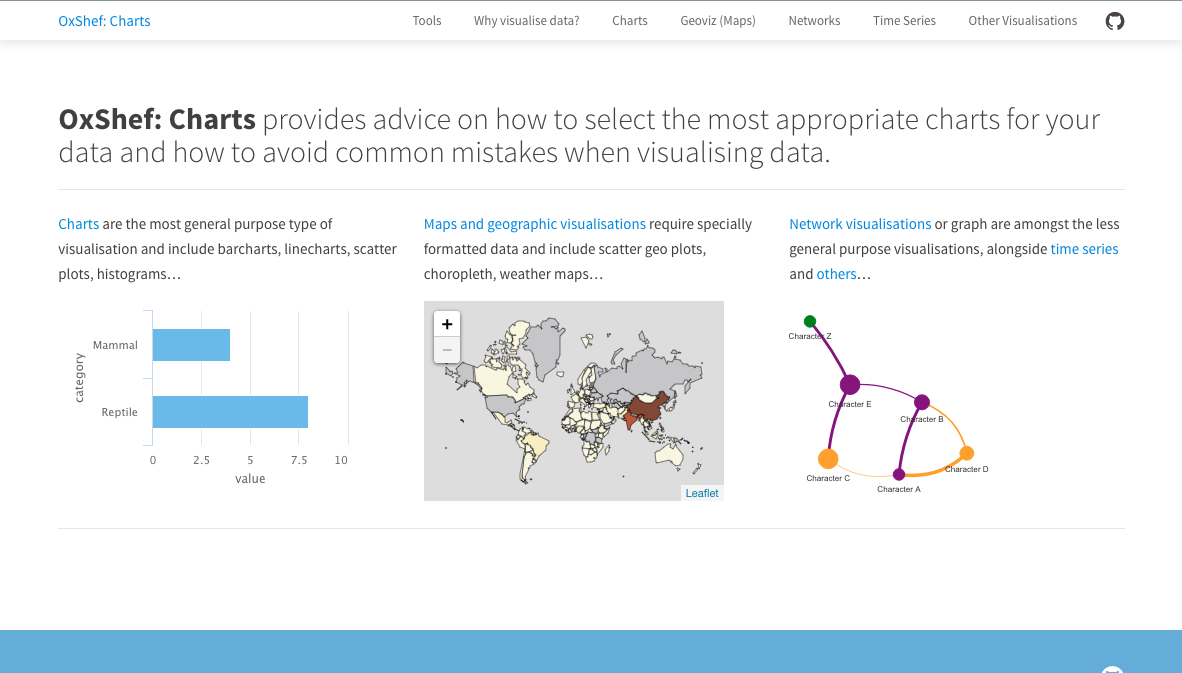 OxShef: Charts
Tools
Why visualise data?
Charts
Geoviz (Maps)
Networks
Time Series
Other Visualisations
OxShef: Charts provides advice on how to select the most appropriate charts for your
data and how to avoid common mistakes when visualising data.
Charts are the most general purpose type of
visualisation and include barcharts, linecharts, scatter
plots, histograms…
Maps and geographic visualisations require specially
formatted data and include scatter geo plots,
choropleth, weather maps…
Network visualisations or graph are amongst the less
general purpose visualisations, alongside time series
and others…
category
Mammal
Reptile
0
2.5
5
7.5
10
value
+
−
Leaflet
Character Z
Character E
Character B
Character D
Character C
Character A